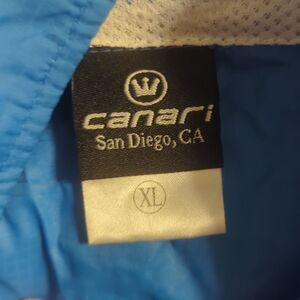 canari
San Diego, CA
XL